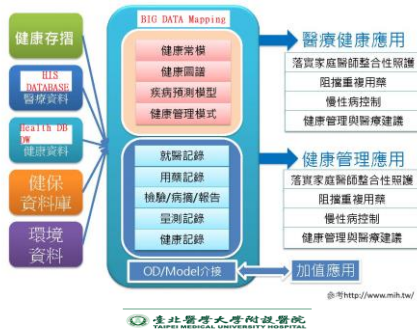 健康存摺
HIS
DATABASE
醫療資料
Health DB
DW
健康資料
健保
資料庫
環境
資料
BIG DATA Mapping
健康常模
健康圖譜
疾病預測模型
健康管理模式
就醫記錄
用藥記錄
檢驗/病摘/報告
量測記錄
健康記錄
OD/Model介接
醫療健康應用
落實家庭醫師整合性照護
阻擋重複用藥
慢性病控制
健康管理與醫療建議
健康管理應用
落實家庭醫師整合性照護
阻擋重複用藥
慢性病控制
健康管理與醫療建議
加值應用
參考http://www.mih.tw/
臺北醫學大學附設醫院
TAIPEI MEDICAL UNIVERSITY HOSPITAL